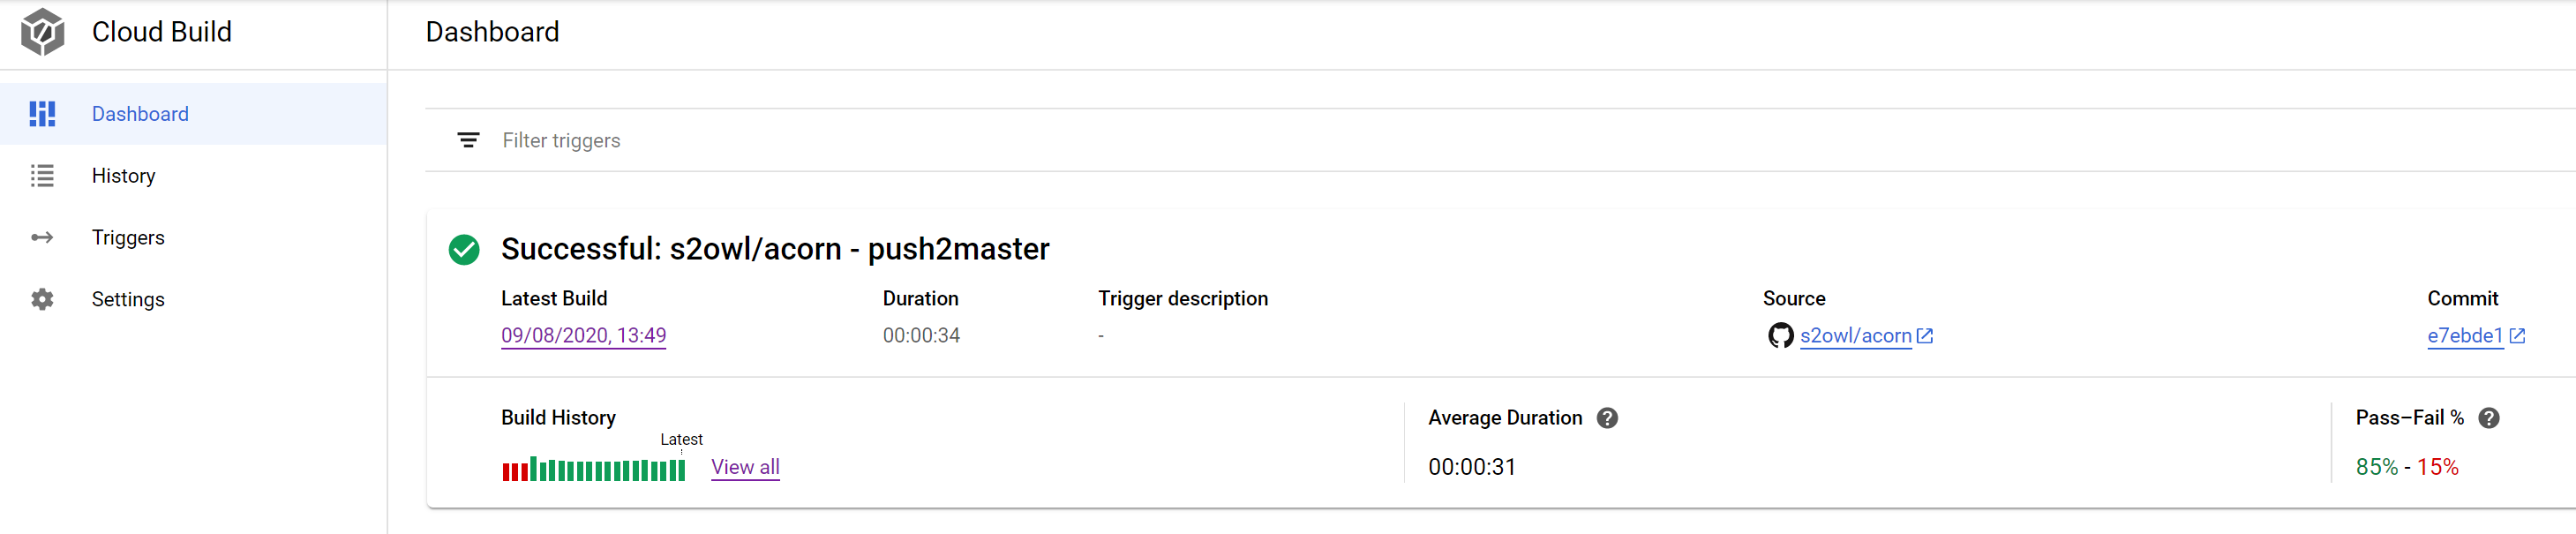 Cloud Build
Dashboard
Dashboard
History
Triggers
Settings
Filter triggers
Successful: s2owl/acorn - push2master
Latest Build Duration Trigger description Source Commit
09/08/2020, 13:49 00:00:34 - s2owl/acorn e7ebde1
Build History Average Duration Pass–Fail %
Latest
View all 00:00:31 85% - 15%